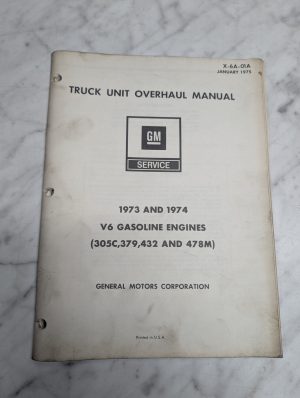 X-6A-01A
JANUARY 1975
TRUCK UNIT OVERHAUL MANUAL
GM
SERVICE
1973 AND 1974
V6 GASOLINE ENGINES
(305C,379,432 AND 478M)
GENERAL MOTORS CORPORATION
Printed in U.S.A.